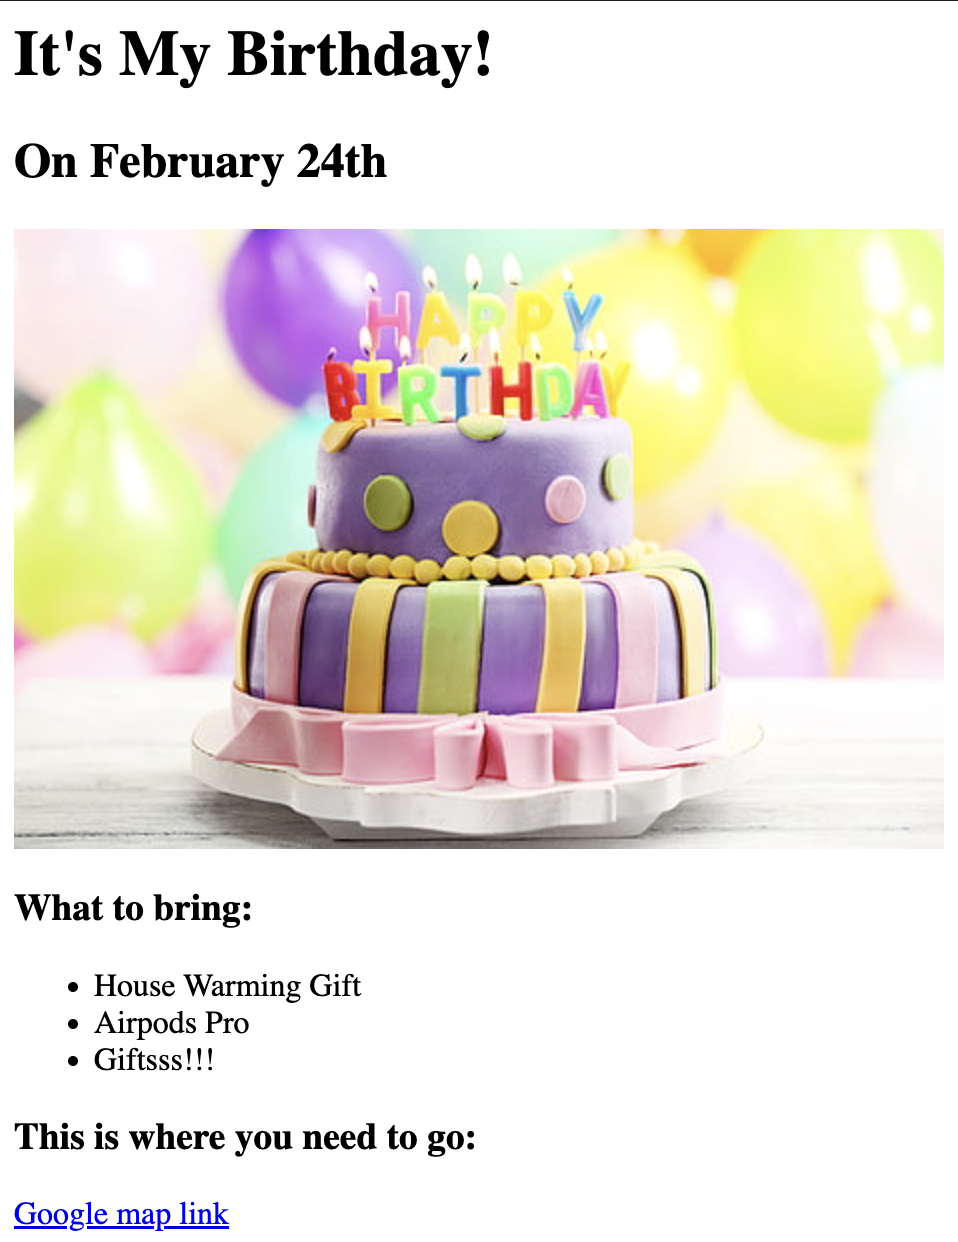 It's My Birthday!
On February 24th
HAPPY
BIRTHDAY
What to bring:
House Warming Gift
Airpods Pro
Giftsss!!!
This is where you need to go:
Google map link